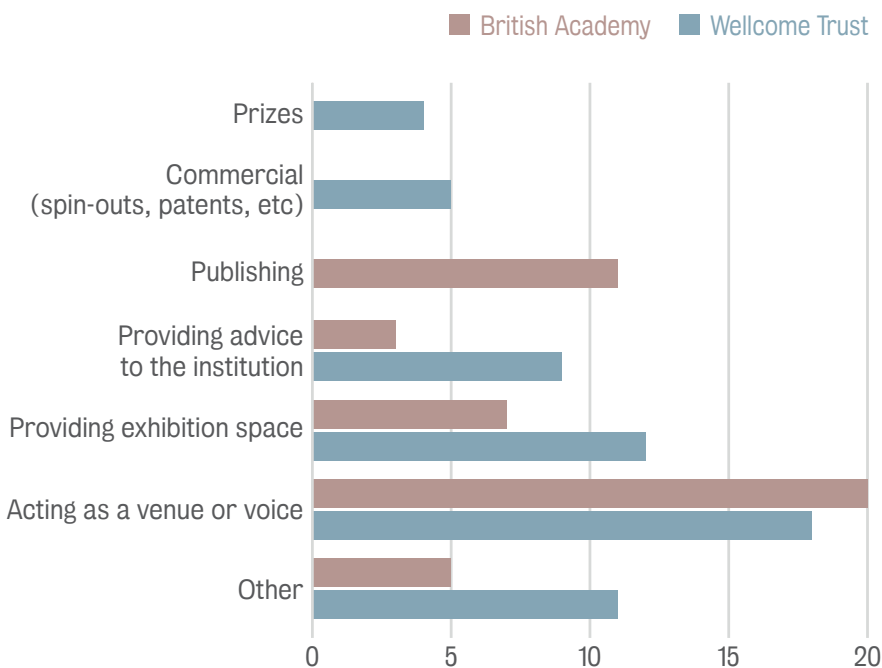 British Academy Wellcome Trust
Prizes
Commercial
(spin-outs, patents, etc)
Publishing
Providing advice
to the institution
Providing exhibition space
Acting as a venue or voice
Other
0 5 10 15 20